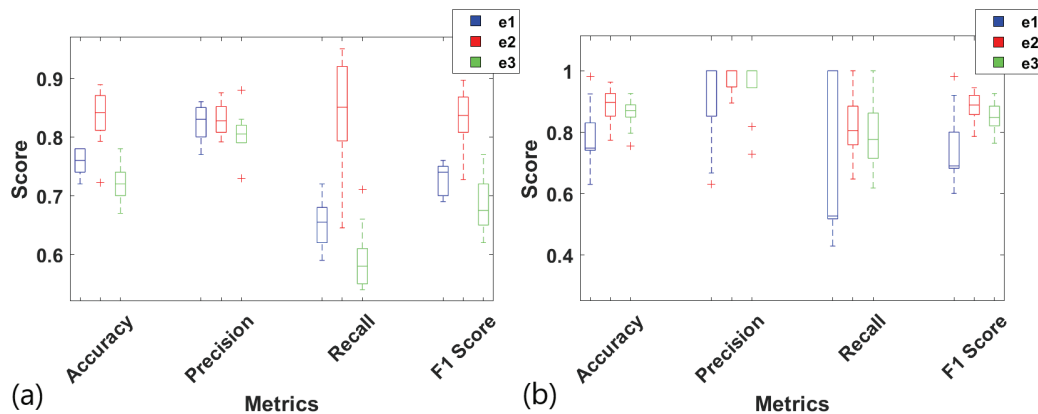 e1
e2
e3
0.9
0.8
0.7
0.6
Score
Accuracy
Precision
Recall
F1 Score
Metrics
(a)
e1
e2
e3
1
0.8
0.6
0.4
Score
Accuracy
Precision
Recall
F1 Score
Metrics
(b)